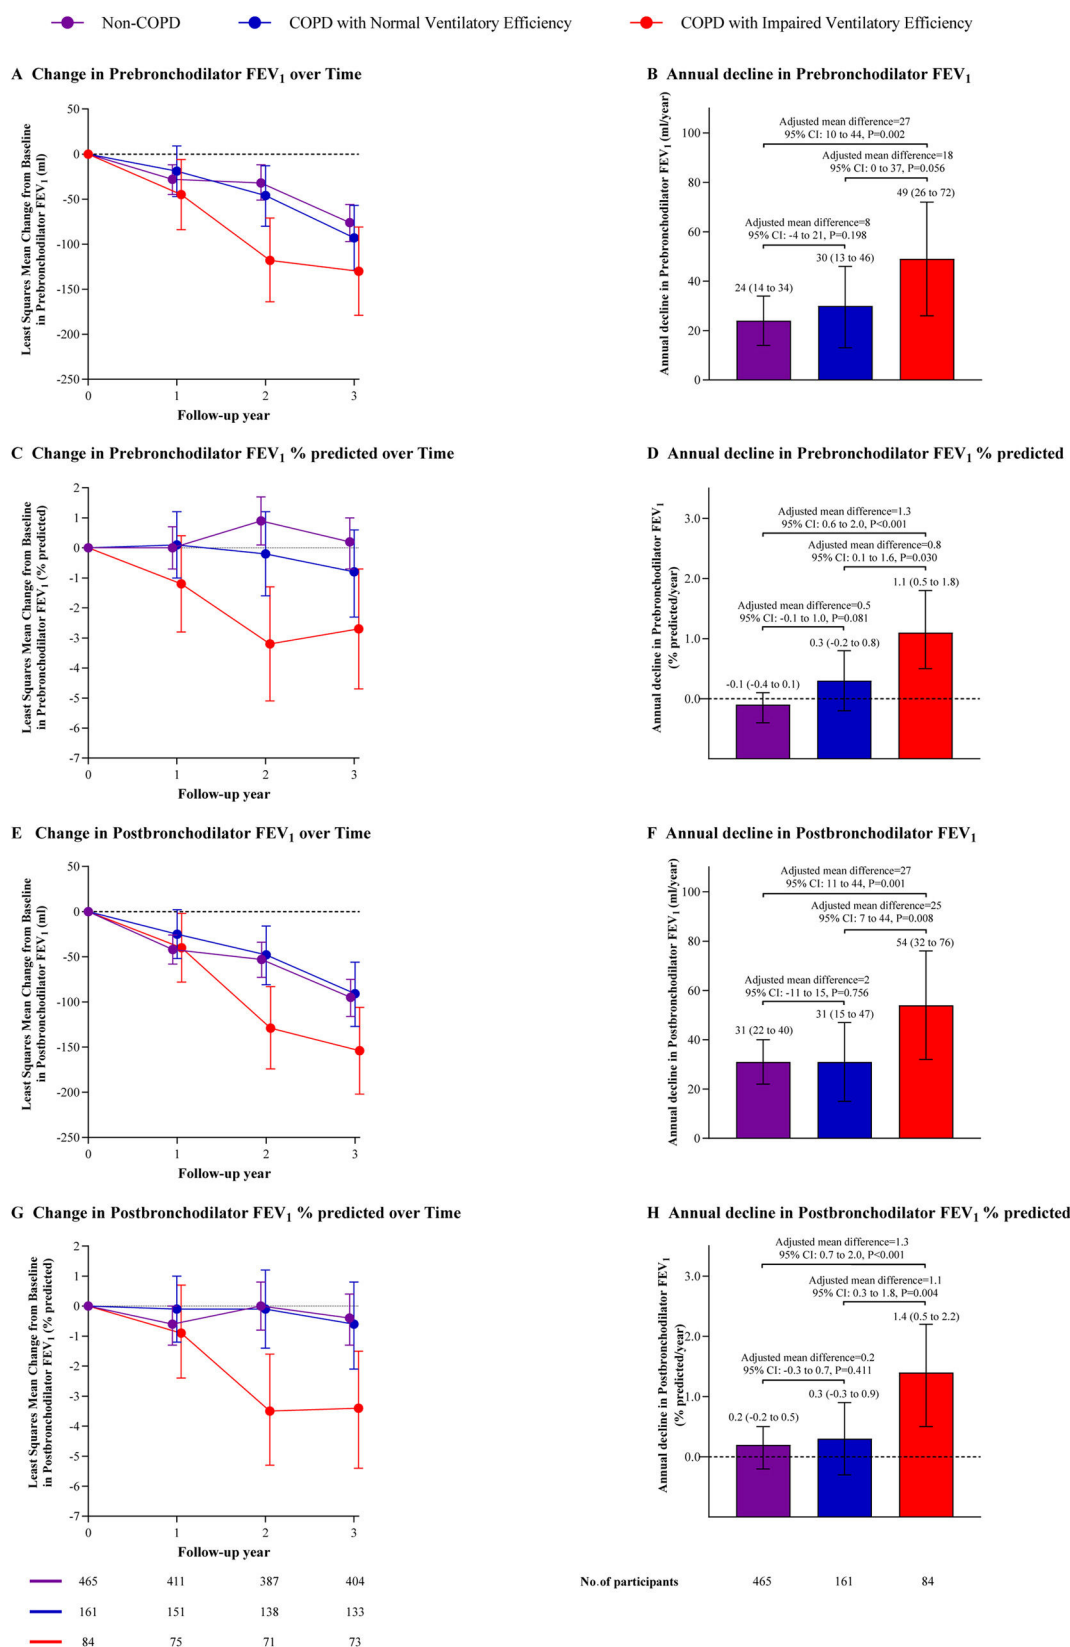 Non-COPD
COPD with Normal Ventilatory Efficiency
COPD with Impaired Ventilatory Efficiency
A Change in Prebronchodilator FEV1 over Time
Least Squares Mean Change from Baseline
in Prebronchodilator FEV1 (ml)
50
0
-50
-100
-150
-200
-250
0 1 2 3
Follow-up year
B Annual decline in Prebronchodilator FEV1
Annual decline in Prebronchodilator FEV1 (ml/year)
100
80
60
40
20
0
Adjusted mean difference=27
95% CI: 10 to 44, P=0.002
Adjusted mean difference=18
95% CI: 0 to 37, P=0.056
49 (26 to 72)
Adjusted mean difference=8
95% CI: -4 to 21, P=0.198
30 (13 to 46)
24 (14 to 34)
C Change in Prebronchodilator FEV1 % predicted over Time
Least Squares Mean Change from Baseline
in Prebronchodilator FEV1 (% predicted)
2
1
0
-1
-2
-3
-4
-5
-6
-7
0 1 2 3
Follow-up year
D Annual decline in Prebronchodilator FEV1 % predicted
Annual decline in Prebronchodilator FEV1
(% predicted/year)
3.0
2.0
1.0
0.0
Adjusted mean difference=1.3
95% CI: 0.6 to 2.0, P<0.001
Adjusted mean difference=0.8
95% CI: 0.1 to 1.6, P=0.030
1.1 (0.5 to 1.8)
Adjusted mean difference=0.5
95% CI: -0.1 to 1.0, P=0.081
0.3 (-0.2 to 0.8)
-0.1 (-0.4 to 0.1)
E Change in Postbronchodilator FEV1 over Time
Least Squares Mean Change from Baseline
in Postbronchodilator FEV1 (ml)
50
0
-50
-100
-150
-200
-250
0 1 2 3
Follow-up year
F Annual decline in Postbronchodilator FEV1
Annual decline in Postbronchodilator FEV1 (ml/year)
100
80
60
40
20
0
Adjusted mean difference=27
95% CI: 11 to 44, P=0.001
Adjusted mean difference=25
95% CI: 7 to 44, P=0.008
54 (32 to 76)
Adjusted mean difference=2
95% CI: -11 to 15, P=0.756
31 (15 to 47)
31 (22 to 40)
G Change in Postbronchodilator FEV1 % predicted over Time
Least Squares Mean Change from Baseline
in Postbronchodilator FEV1 (% predicted)
2
1
0
-1
-2
-3
-4
-5
-6
-7
0 1 2 3
Follow-up year
H Annual decline in Postbronchodilator FEV1 % predicted
Annual decline in Postbronchodilator FEV1
(% predicted/year)
3.0
2.0
1.0
0.0
Adjusted mean difference=1.3
95% CI: 0.7 to 2.0, P<0.001
Adjusted mean difference=1.1
95% CI: 0.3 to 1.8, P=0.004
1.4 (0.5 to 2.2)
Adjusted mean difference=0.2
95% CI: -0.3 to 0.7, P=0.411
0.3 (-0.3 to 0.9)
0.2 (-0.2 to 0.5)
465 411 387 404
161 151 138 133
84 75 71 73
No.of participants 465 161 84